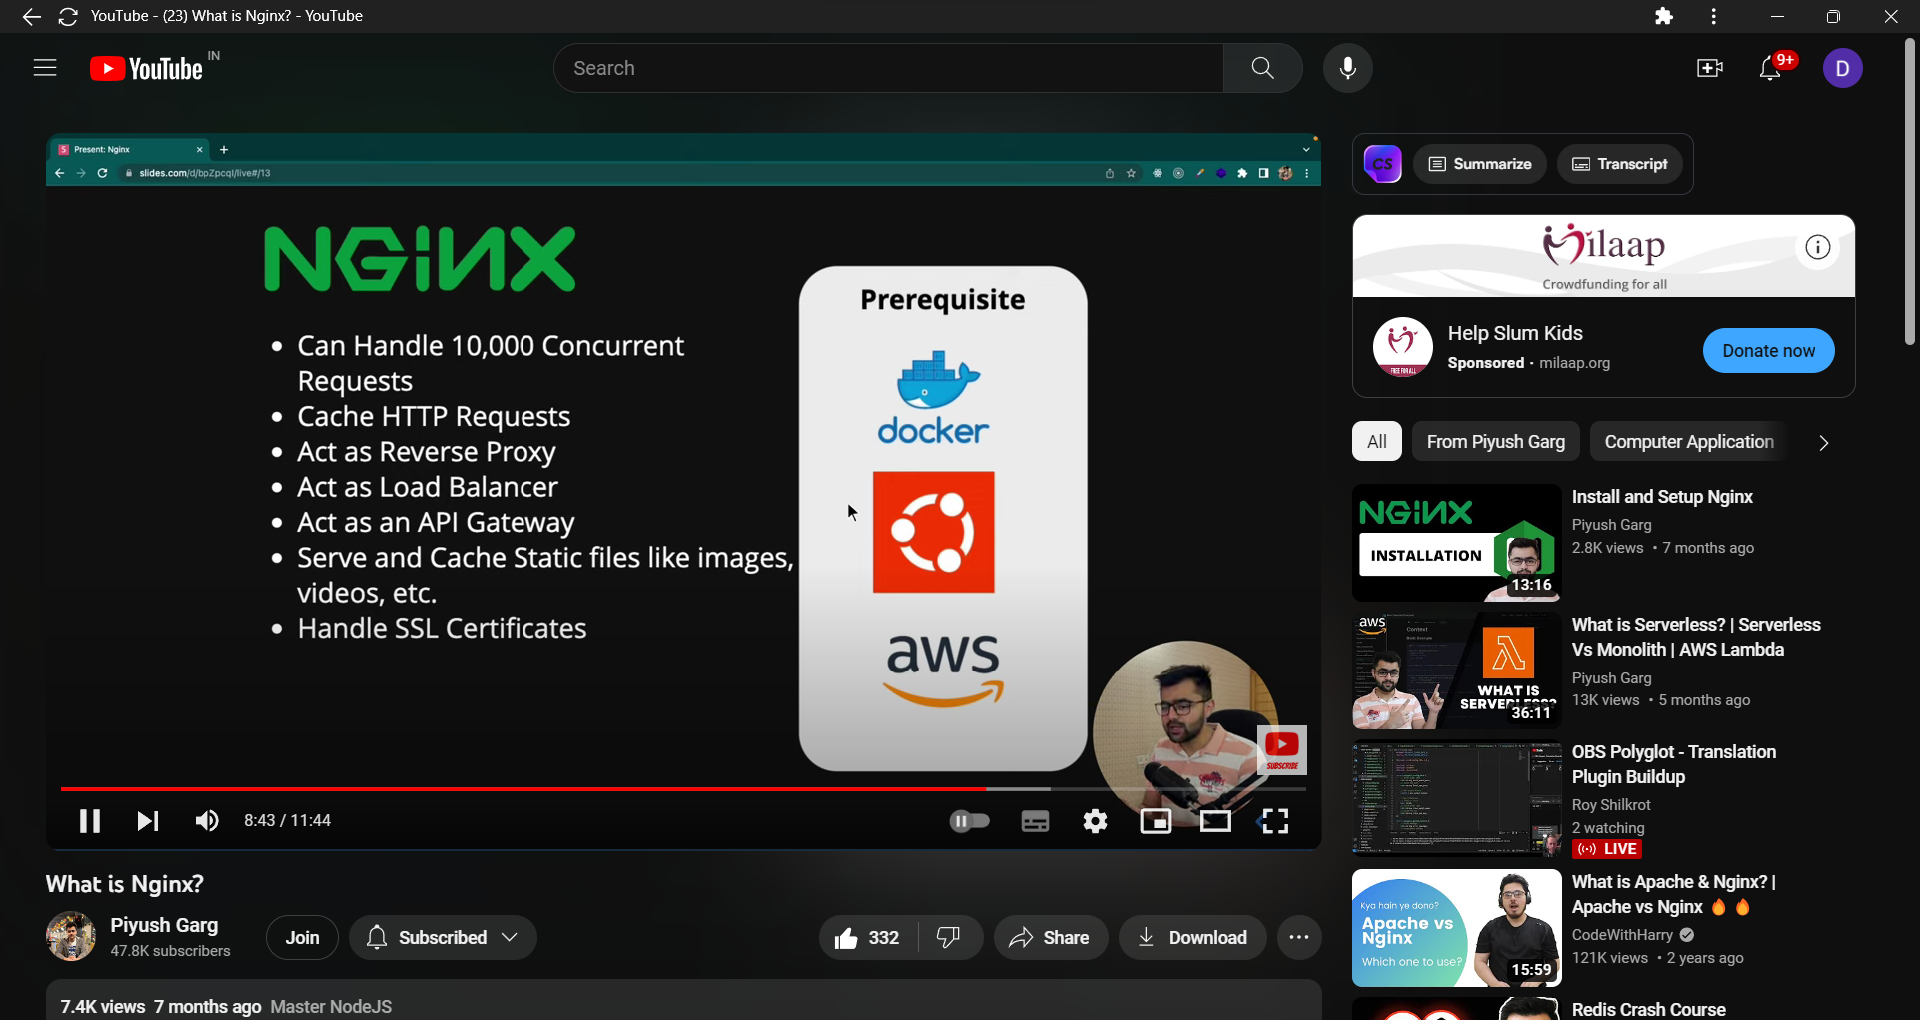 YouTube - (23) What is Nginx? - YouTube
YouTube IN
Search
9+
D
Present: Nginx
slides.com/d/bpZpcqI/live#/13
NGiNX
• Can Handle 10,000 Concurrent
Requests
• Cache HTTP Requests
• Act as Reverse Proxy
• Act as Load Balancer
• Act as an API Gateway
• Serve and Cache Static files like images,
videos, etc.
• Handle SSL Certificates
Prerequisite
docker
aws
SUBSCRIBE
8:43 / 11:44
What is Nginx?
Piyush Garg
47.8K subscribers
Join
Subscribed
332
Share
Download
7.4K views 7 months ago Master NodeJS
CS
Summarize
Transcript
Milaap
Crowdfunding for all
FREE FOR ALL
Help Slum Kids
Sponsored · milaap.org
Donate now
All
From Piyush Garg
Computer Application
NGiNX
INSTALLATION
13:16
Install and Setup Nginx
Piyush Garg
2.8K views • 7 months ago
aws
WHAT IS
SERVERLESS?
36:11
What is Serverless? | Serverless
Vs Monolith | AWS Lambda
Piyush Garg
13K views • 5 months ago
OBS Polyglot - Translation
Plugin Buildup
Roy Shilkrot
2 watching
LIVE
Kya hain ye dono?
Apache vs
Nginx
Which one to use?
15:59
What is Apache & Nginx? |
Apache vs Nginx 🔥 🔥
CodeWithHarry
121K views • 2 years ago
Redis Crash Course